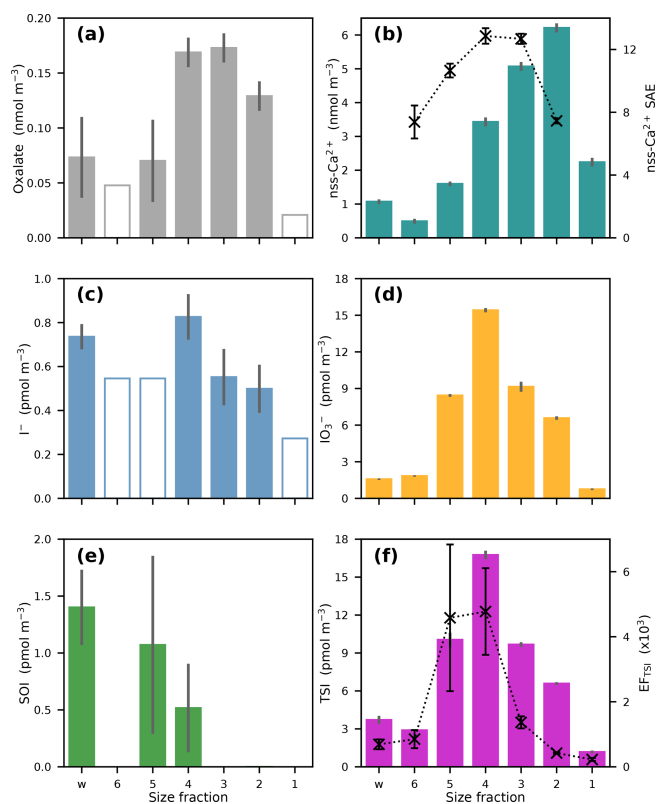 (a)
Oxalate (nmol m⁻³)
0.20
0.15
0.10
0.05
0.00
(b)
nss-Ca²⁺ (nmol m⁻³)
6
5
4
3
2
1
0
nss-Ca²⁺ SAE
12
8
4
0
(c)
I⁻ (pmol m⁻³)
1.0
0.8
0.6
0.4
0.2
0.0
(d)
IO₃⁻ (pmol m⁻³)
18
15
12
9
6
3
0
(e)
SOI (pmol m⁻³)
2.0
1.5
1.0
0.5
0.0
w 6 5 4 3 2 1
Size fraction
(f)
TSI (pmol m⁻³)
18
15
12
9
6
3
0
EF_TSI (x10³)
6
4
2
0
w 6 5 4 3 2 1
Size fraction